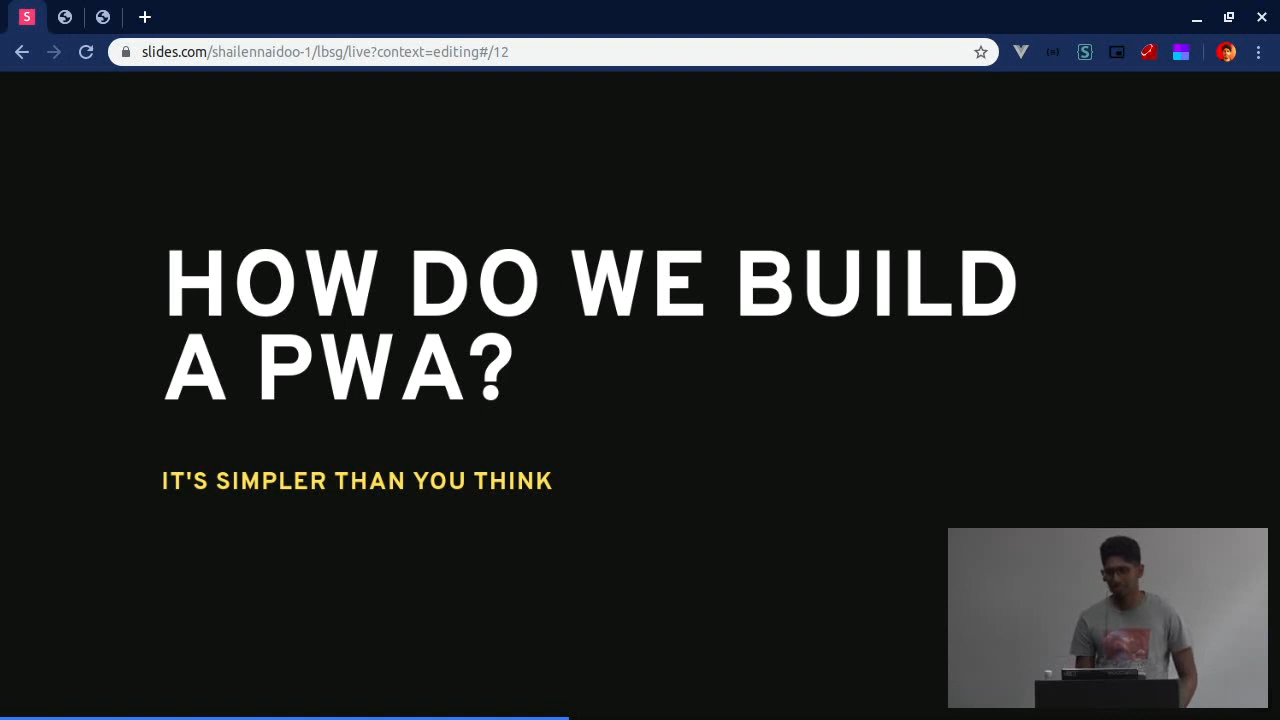 S
slides.com/shailennaidoo-1/lbsg/live?context=editing#/12
HOW DO WE BUILD
A PWA?
IT'S SIMPLER THAN YOU THINK